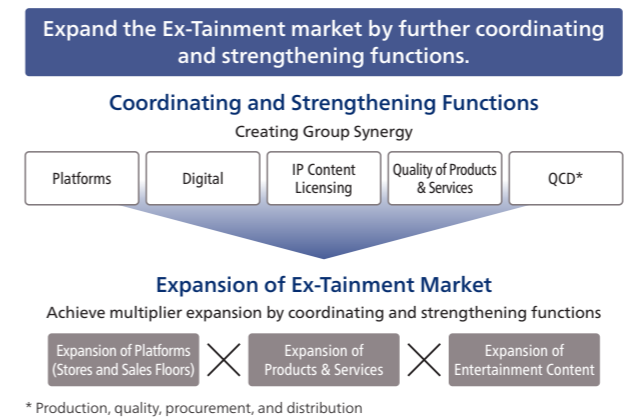 Expand the Ex-Tainment market by further coordinating
and strengthening functions.
Coordinating and Strengthening Functions
Creating Group Synergy
Platforms
Digital
IP Content
Licensing
Quality of Products
& Services
QCD*
Expansion of Ex-Tainment Market
Achieve multiplier expansion by coordinating and strengthening functions
Expansion of Platforms
(Stores and Sales Floors)
Expansion of
Products & Services
Expansion of
Entertainment Content
* Production, quality, procurement, and distribution